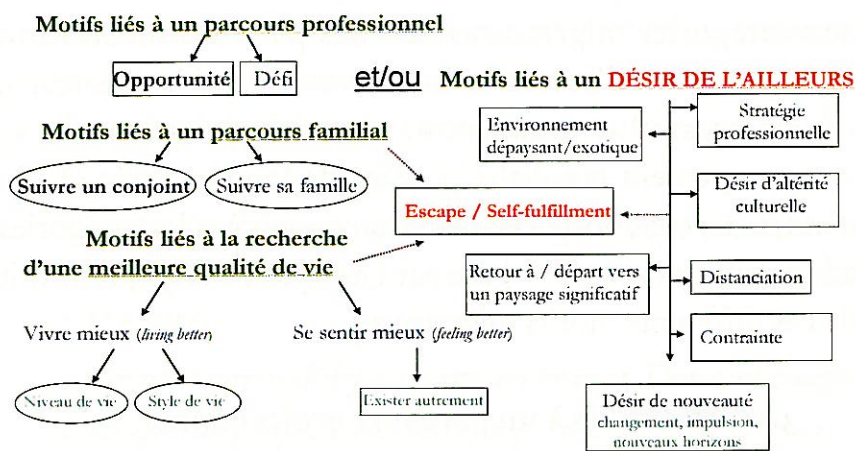 Motifs liés à un parcours professionnel
Opportunité
Défi
et/ou
Motifs liés à un DÉSIR DE L'AILLEURS
Motifs liés à un parcours familial
Suivre un conjoint
Suivre sa famille
Motifs liés à la recherche
d'une meilleure qualité de vie
Vivre mieux (living better)
Se sentir mieux (feeling better)
Niveau de vie
Style de vie
Exister autrement
Escape / Self-fulfillment
Environnement
dépaysant/exotique
Retour à / départ vers
un paysage significatif
Stratégie
professionnelle
Désir d'altérité
culturelle
Distanciation
Contrainte
Désir de nouveauté
changement, impulsion,
nouveaux horizons